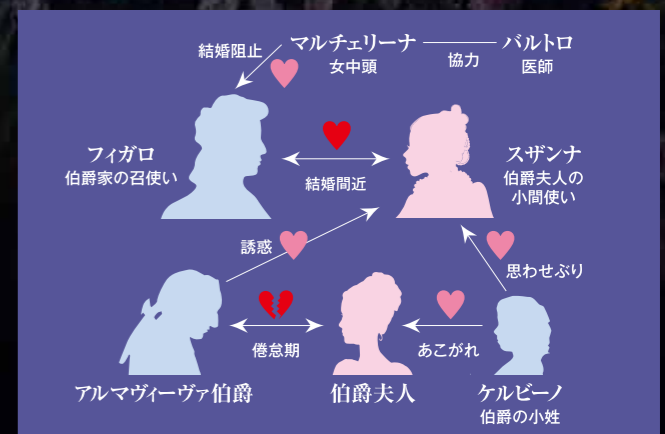 結婚阻止
マルチェリーナ
女中頭
協力
バルトロ
医師
フィガロ
伯爵家の召使い
結婚間近
スザンナ
伯爵夫人の
小間使い
誘惑
思わせぶり
倦怠期
あこがれ
アルマヴィーヴァ伯爵
伯爵夫人
ケルビーノ
伯爵の小姓